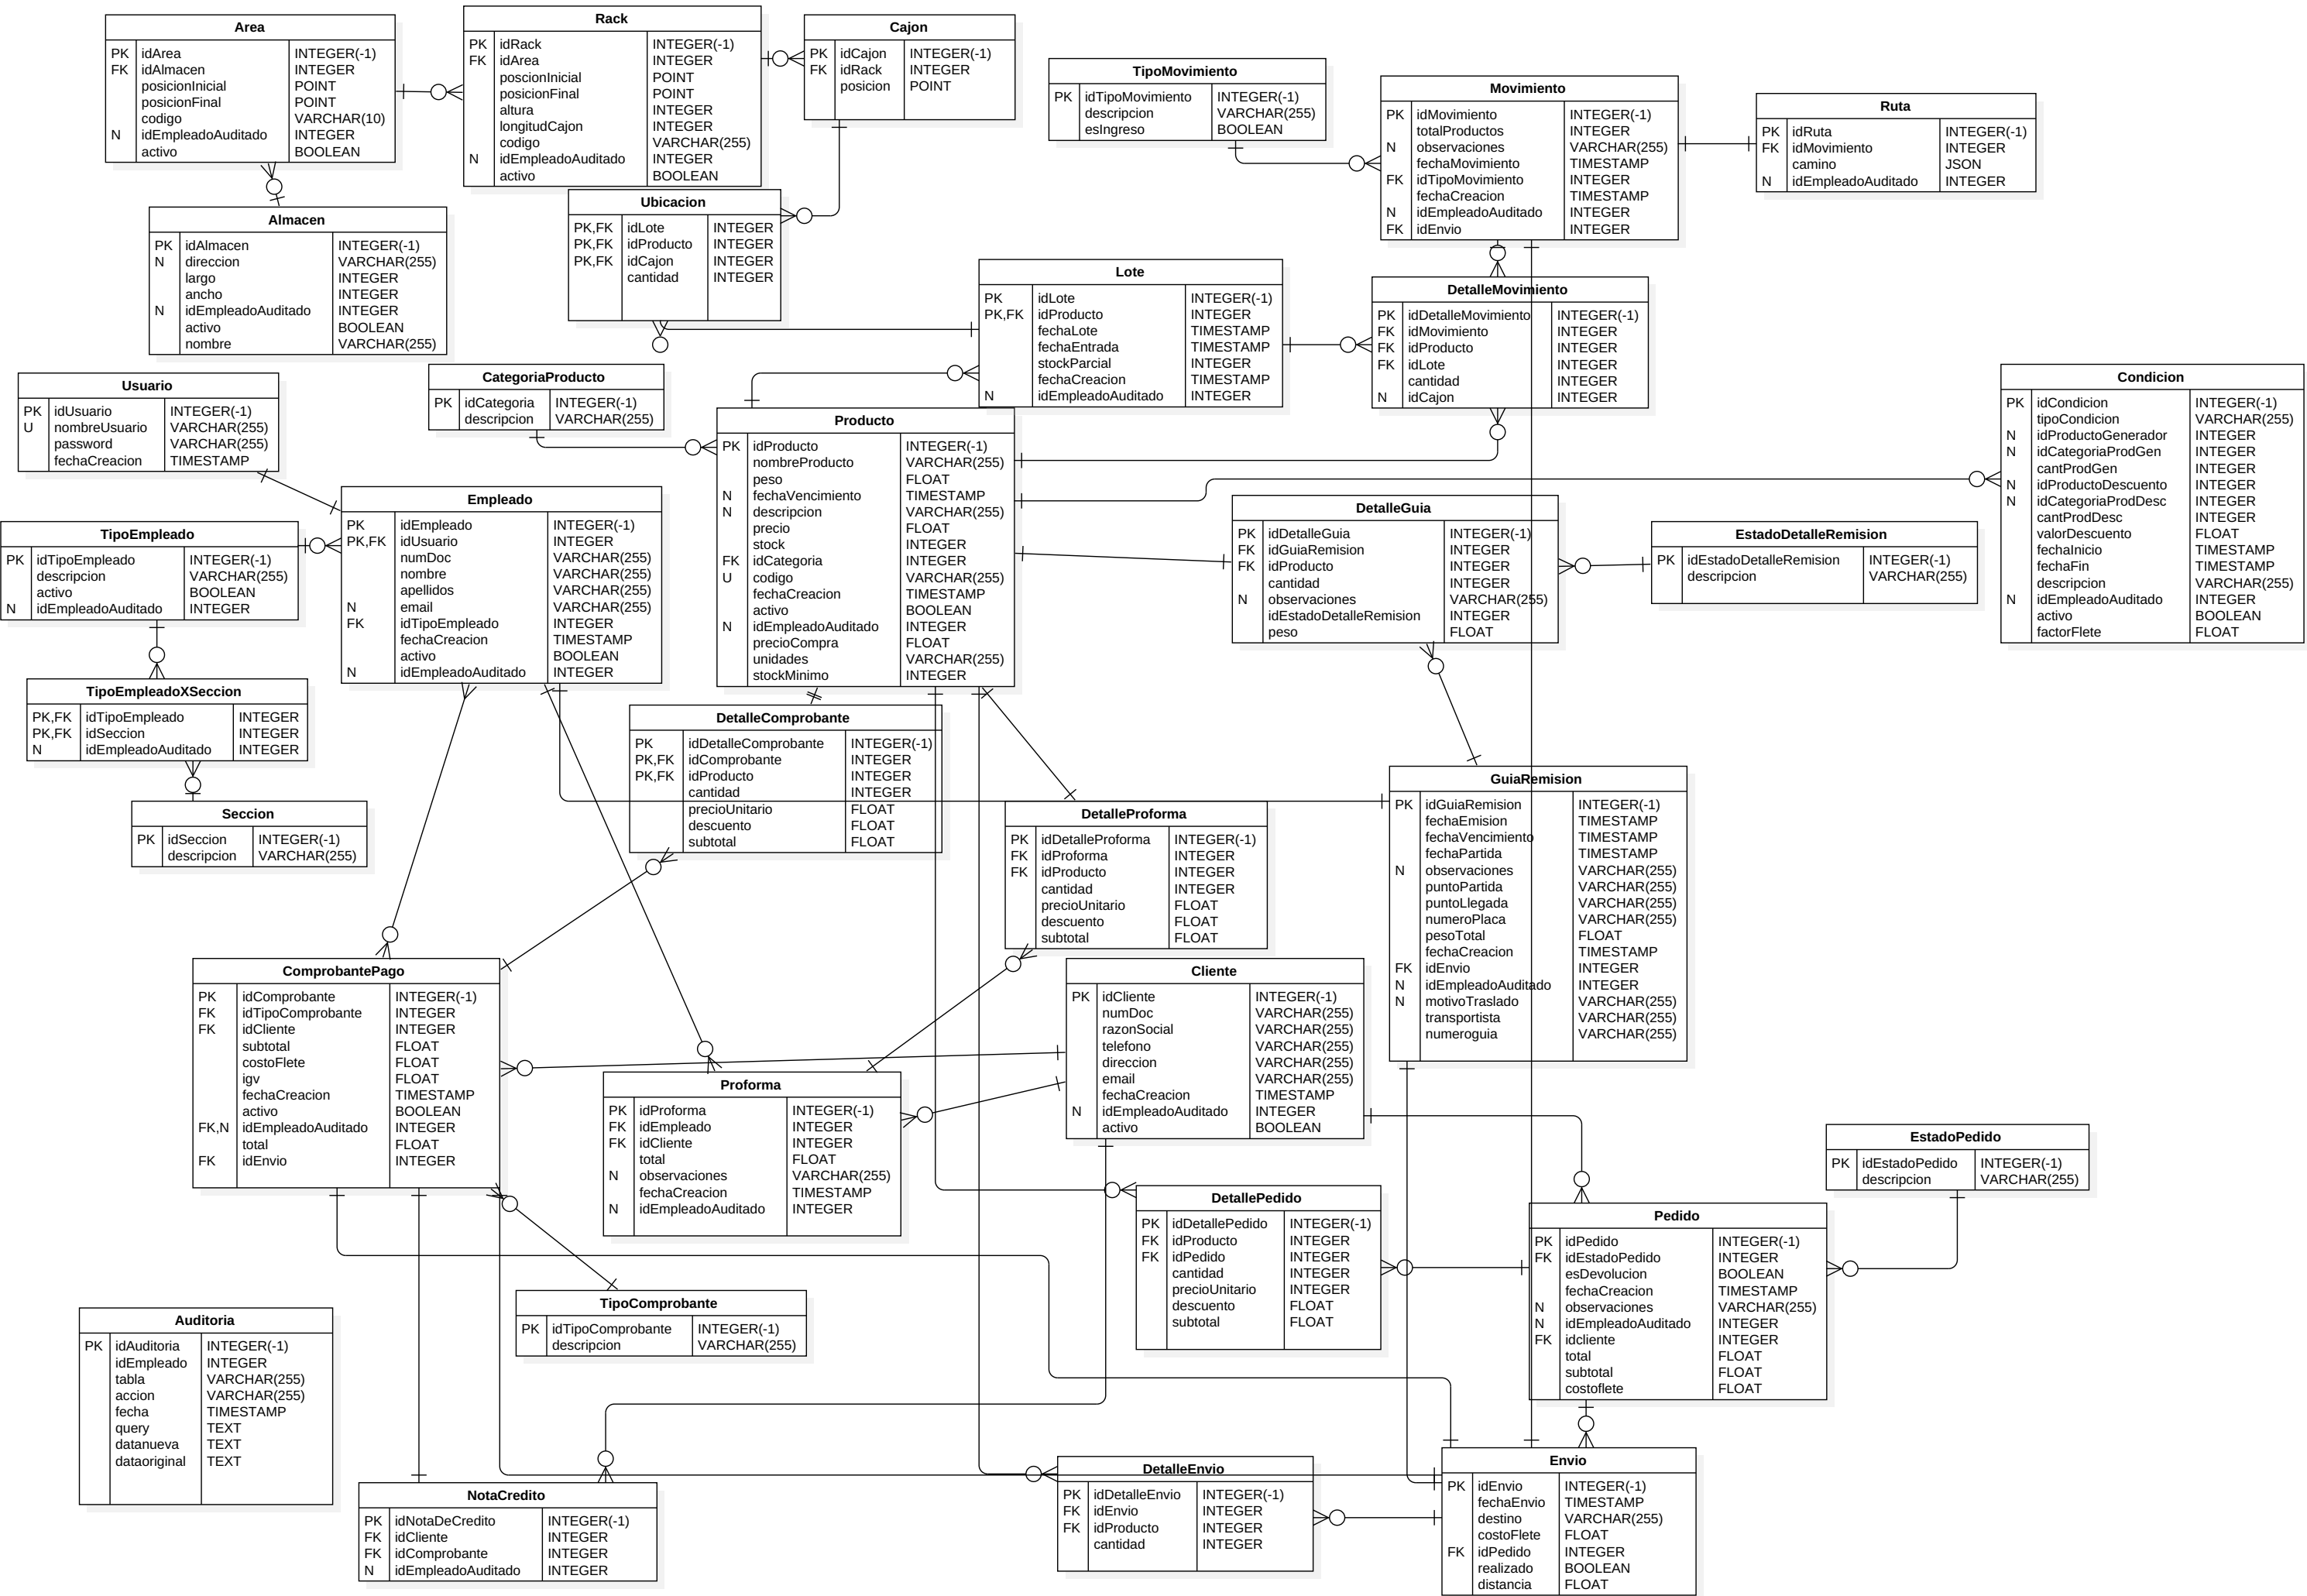 Area
PK idArea INTEGER(-1)
FK idAlmacen INTEGER
posicionInicial POINT
posicionFinal POINT
codigo VARCHAR(10)
N idEmpleadoAuditado INTEGER
activo BOOLEAN
Rack
PK idRack INTEGER(-1)
FK idArea INTEGER
poscionInicial POINT
posicionFinal POINT
altura INTEGER
longitudCajon INTEGER
codigo VARCHAR(255)
N idEmpleadoAuditado INTEGER
activo BOOLEAN
Cajon
PK idCajon INTEGER(-1)
FK idRack INTEGER
posicion POINT
TipoMovimiento
PK idTipoMovimiento INTEGER(-1)
descripcion VARCHAR(255)
esIngreso BOOLEAN
Movimiento
PK idMovimiento INTEGER(-1)
totalProductos INTEGER
N observaciones VARCHAR(255)
fechaMovimiento TIMESTAMP
FK idTipoMovimiento INTEGER
fechaCreacion TIMESTAMP
N idEmpleadoAuditado INTEGER
FK idEnvio INTEGER
Ruta
PK idRuta INTEGER(-1)
FK idMovimiento INTEGER
camino JSON
N idEmpleadoAuditado INTEGER
Almacen
PK idAlmacen INTEGER(-1)
N direccion VARCHAR(255)
largo INTEGER
ancho INTEGER
N idEmpleadoAuditado INTEGER
activo BOOLEAN
nombre VARCHAR(255)
Ubicacion
PK,FK idLote INTEGER
PK,FK idProducto INTEGER
PK,FK idCajon INTEGER
cantidad INTEGER
Lote
PK idLote INTEGER(-1)
PK,FK idProducto INTEGER
fechaLote TIMESTAMP
fechaEntrada TIMESTAMP
stockParcial INTEGER
fechaCreacion TIMESTAMP
N idEmpleadoAuditado INTEGER
DetalleMovimiento
PK idDetalleMovimiento INTEGER(-1)
FK idMovimiento INTEGER
FK idProducto INTEGER
FK idLote INTEGER
cantidad INTEGER
N idCajon INTEGER
Usuario
PK idUsuario INTEGER(-1)
U nombreUsuario VARCHAR(255)
password VARCHAR(255)
fechaCreacion TIMESTAMP
CategoriaProducto
PK idCategoria INTEGER(-1)
descripcion VARCHAR(255)
Producto
PK idProducto INTEGER(-1)
nombreProducto VARCHAR(255)
peso FLOAT
N fechaVencimiento TIMESTAMP
N descripcion VARCHAR(255)
precio FLOAT
stock INTEGER
FK idCategoria INTEGER
U codigo VARCHAR(255)
fechaCreacion TIMESTAMP
activo BOOLEAN
N idEmpleadoAuditado INTEGER
precioCompra FLOAT
unidades VARCHAR(255)
stockMinimo INTEGER
Condicion
PK idCondicion INTEGER(-1)
tipoCondicion VARCHAR(255)
N idProductoGenerador INTEGER
N idCategoriaProdGen INTEGER
cantProdGen INTEGER
N idProductoDescuento INTEGER
N idCategoriaProdDesc INTEGER
cantProdDesc INTEGER
valorDescuento FLOAT
fechaInicio TIMESTAMP
fechaFin TIMESTAMP
descripcion VARCHAR(255)
N idEmpleadoAuditado INTEGER
activo BOOLEAN
factorFlete FLOAT
Empleado
PK idEmpleado INTEGER(-1)
PK,FK idUsuario INTEGER
numDoc VARCHAR(255)
nombre VARCHAR(255)
apellidos VARCHAR(255)
N email VARCHAR(255)
FK idTipoEmpleado INTEGER
fechaCreacion TIMESTAMP
activo BOOLEAN
N idEmpleadoAuditado INTEGER
TipoEmpleado
PK idTipoEmpleado INTEGER(-1)
descripcion VARCHAR(255)
activo BOOLEAN
N idEmpleadoAuditado INTEGER
DetalleGuia
PK idDetalleGuia INTEGER(-1)
FK idGuiaRemision INTEGER
FK idProducto INTEGER
cantidad INTEGER
N observaciones VARCHAR(255)
idEstadoDetalleRemision INTEGER
peso FLOAT
EstadoDetalleRemision
PK idEstadoDetalleRemision INTEGER(-1)
descripcion VARCHAR(255)
TipoEmpleadoXSeccion
PK,FK idTipoEmpleado INTEGER
PK,FK idSeccion INTEGER
N idEmpleadoAuditado INTEGER
Seccion
PK idSeccion INTEGER(-1)
descripcion VARCHAR(255)
DetalleComprobante
PK idDetalleComprobante INTEGER(-1)
PK,FK idComprobante INTEGER
PK,FK idProducto INTEGER
cantidad INTEGER
precioUnitario FLOAT
descuento FLOAT
subtotal FLOAT
DetalleProforma
PK idDetalleProforma INTEGER(-1)
FK idProforma INTEGER
FK idProducto INTEGER
cantidad INTEGER
precioUnitario FLOAT
descuento FLOAT
subtotal FLOAT
GuiaRemision
PK idGuiaRemision INTEGER(-1)
fechaEmision TIMESTAMP
fechaVencimiento TIMESTAMP
fechaPartida TIMESTAMP
N observaciones VARCHAR(255)
puntoPartida VARCHAR(255)
puntoLlegada VARCHAR(255)
numeroPlaca VARCHAR(255)
pesoTotal FLOAT
fechaCreacion TIMESTAMP
FK idEnvio INTEGER
N idEmpleadoAuditado INTEGER
N motivoTraslado VARCHAR(255)
transportista VARCHAR(255)
numeroguia VARCHAR(255)
ComprobantePago
PK idComprobante INTEGER(-1)
FK idTipoComprobante INTEGER
FK idCliente INTEGER
subtotal FLOAT
costoFlete FLOAT
igv FLOAT
fechaCreacion TIMESTAMP
activo BOOLEAN
FK,N idEmpleadoAuditado INTEGER
total FLOAT
FK idEnvio INTEGER
Cliente
PK idCliente INTEGER(-1)
numDoc VARCHAR(255)
razonSocial VARCHAR(255)
telefono VARCHAR(255)
direccion VARCHAR(255)
email VARCHAR(255)
fechaCreacion TIMESTAMP
N idEmpleadoAuditado INTEGER
activo BOOLEAN
Proforma
PK idProforma INTEGER(-1)
FK idEmpleado INTEGER
FK idCliente INTEGER
total FLOAT
N observaciones VARCHAR(255)
fechaCreacion TIMESTAMP
N idEmpleadoAuditado INTEGER
EstadoPedido
PK idEstadoPedido INTEGER(-1)
descripcion VARCHAR(255)
DetallePedido
PK idDetallePedido INTEGER(-1)
FK idProducto INTEGER
FK idPedido INTEGER
cantidad INTEGER
precioUnitario INTEGER
descuento FLOAT
subtotal FLOAT
Pedido
PK idPedido INTEGER(-1)
FK idEstadoPedido INTEGER
esDevolucion BOOLEAN
fechaCreacion TIMESTAMP
N observaciones VARCHAR(255)
N idEmpleadoAuditado INTEGER
FK idcliente INTEGER
total FLOAT
subtotal FLOAT
costoflete FLOAT
TipoComprobante
PK idTipoComprobante INTEGER(-1)
descripcion VARCHAR(255)
Auditoria
PK idAuditoria INTEGER(-1)
idEmpleado INTEGER
tabla VARCHAR(255)
accion VARCHAR(255)
fecha TIMESTAMP
query TEXT
datanueva TEXT
dataoriginal TEXT
NotaCredito
PK idNotaDeCredito INTEGER(-1)
FK idCliente INTEGER
FK idComprobante INTEGER
N idEmpleadoAuditado INTEGER
DetalleEnvio
PK idDetalleEnvio INTEGER(-1)
FK idEnvio INTEGER
FK idProducto INTEGER
cantidad INTEGER
Envio
PK idEnvio INTEGER(-1)
fechaEnvio TIMESTAMP
destino VARCHAR(255)
costoFlete FLOAT
FK idPedido INTEGER
realizado BOOLEAN
distancia FLOAT